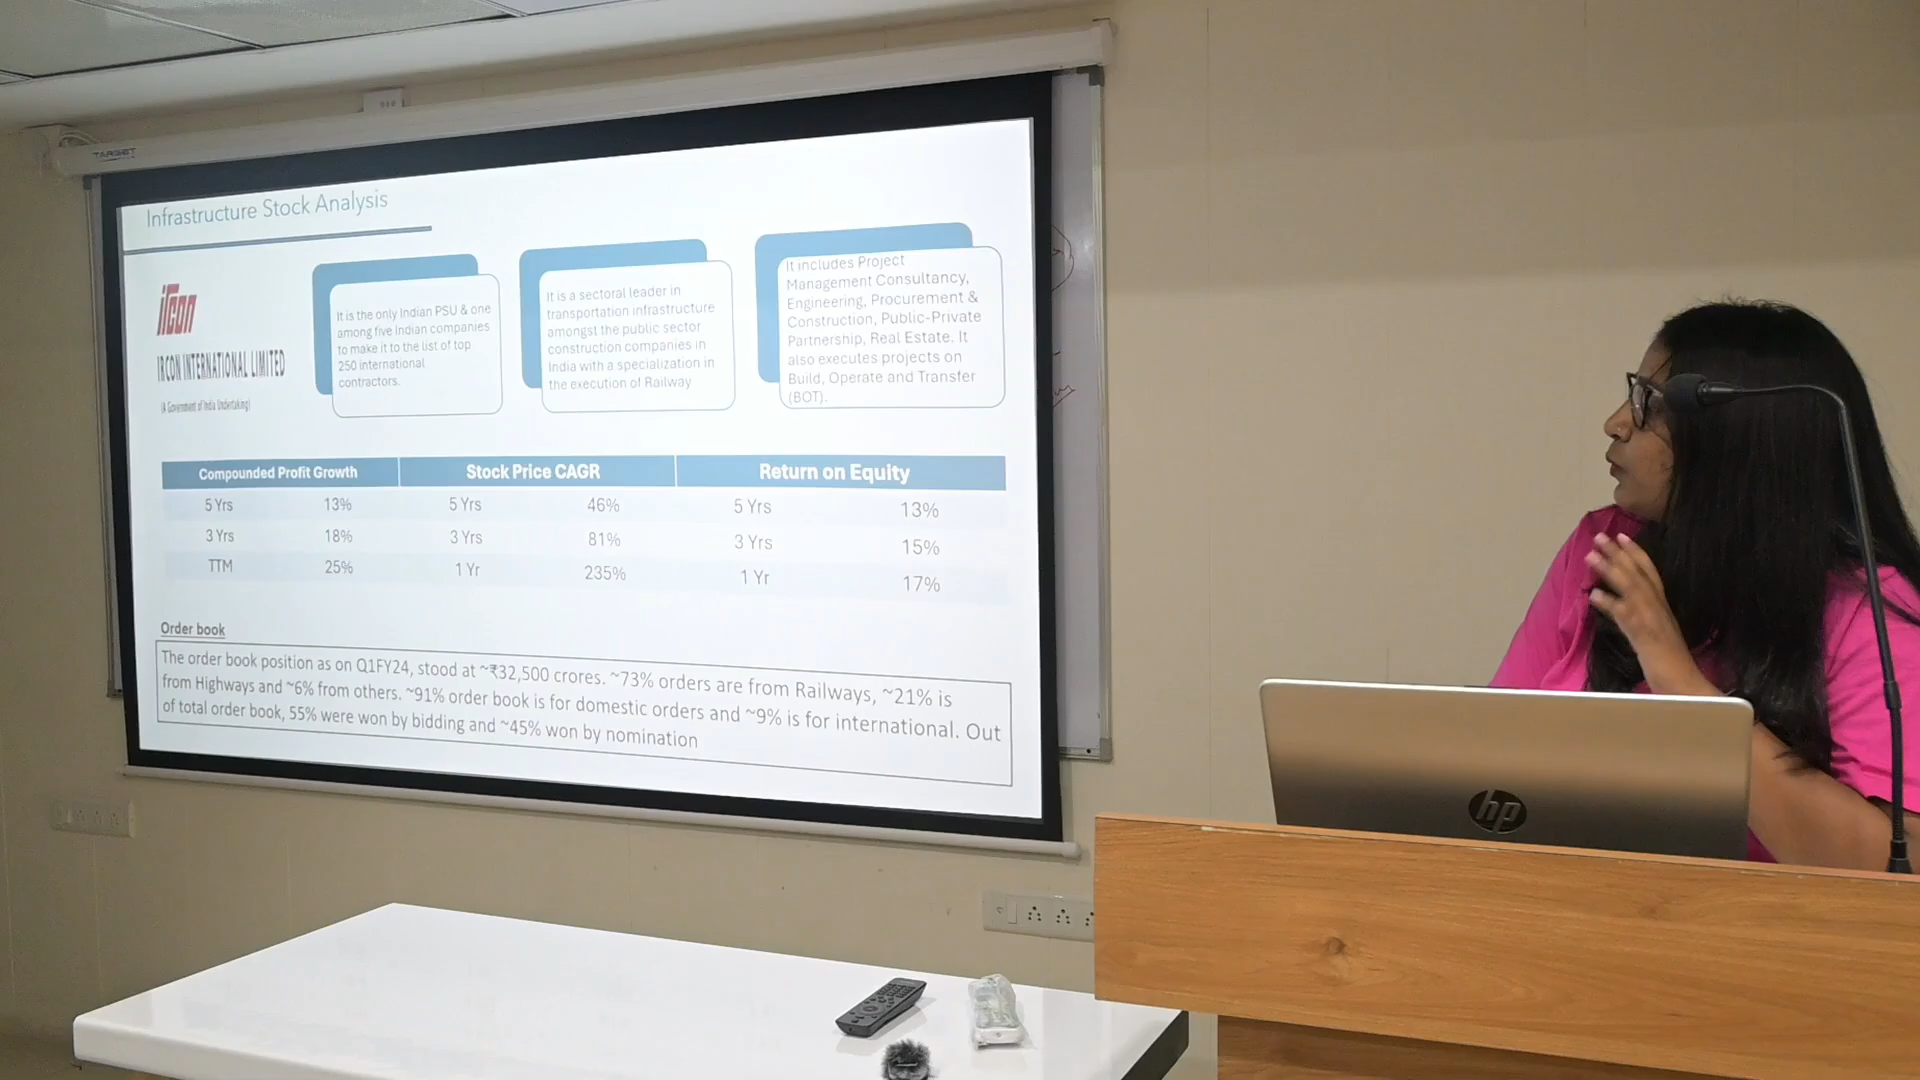 TARGET
Infrastructure Stock Analysis
ircon
IRCON INTERNATIONAL LIMITED
(A Government of India Undertaking)
It is the only Indian PSU & one
among five Indian companies
to make it to the list of top
250 international
contractors.
It is a sectoral leader in
transportation infrastructure
amongst the public sector
construction companies in
India with a specialization in
the execution of Railway
It includes Project
Management Consultancy,
Engineering, Procurement &
Construction, Public-Private
Partnership, Real Estate. It
also executes projects on
Build, Operate and Transfer
(BOT).
Compounded Profit Growth Stock Price CAGR Return on Equity
5 Yrs 13% 5 Yrs 46% 5 Yrs 13%
3 Yrs 18% 3 Yrs 81% 3 Yrs 15%
TTM 25% 1 Yr 235% 1 Yr 17%
Order book
The order book position as on Q1FY24, stood at ~₹32,500 crores. ~73% orders are from Railways, ~21% is
from Highways and ~6% from others. ~91% order book is for domestic orders and ~9% is for international. Out
of total order book, 55% were won by bidding and ~45% won by nomination
hp